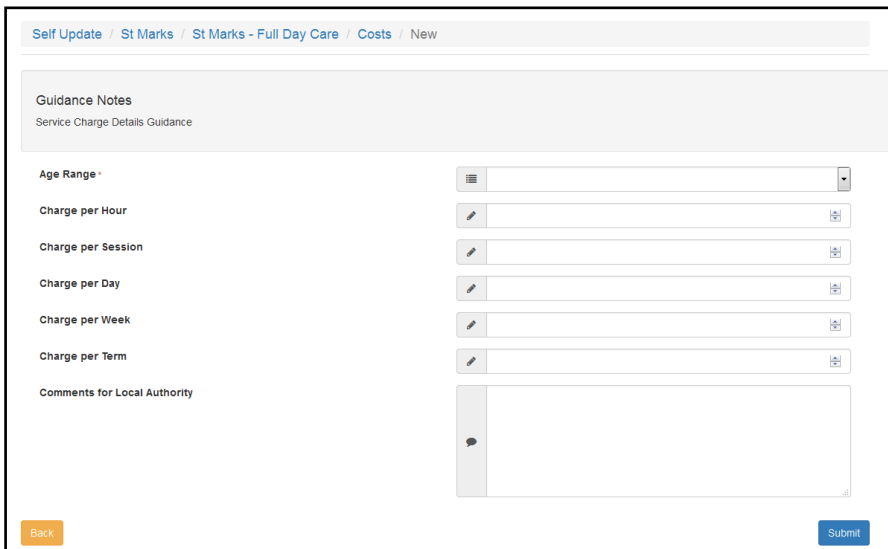 Self Update / St Marks / St Marks - Full Day Care / Costs / New
Guidance Notes
Service Charge Details Guidance
Age Range *
Charge per Hour
Charge per Session
Charge per Day
Charge per Week
Charge per Term
Comments for Local Authority
Back
Submit